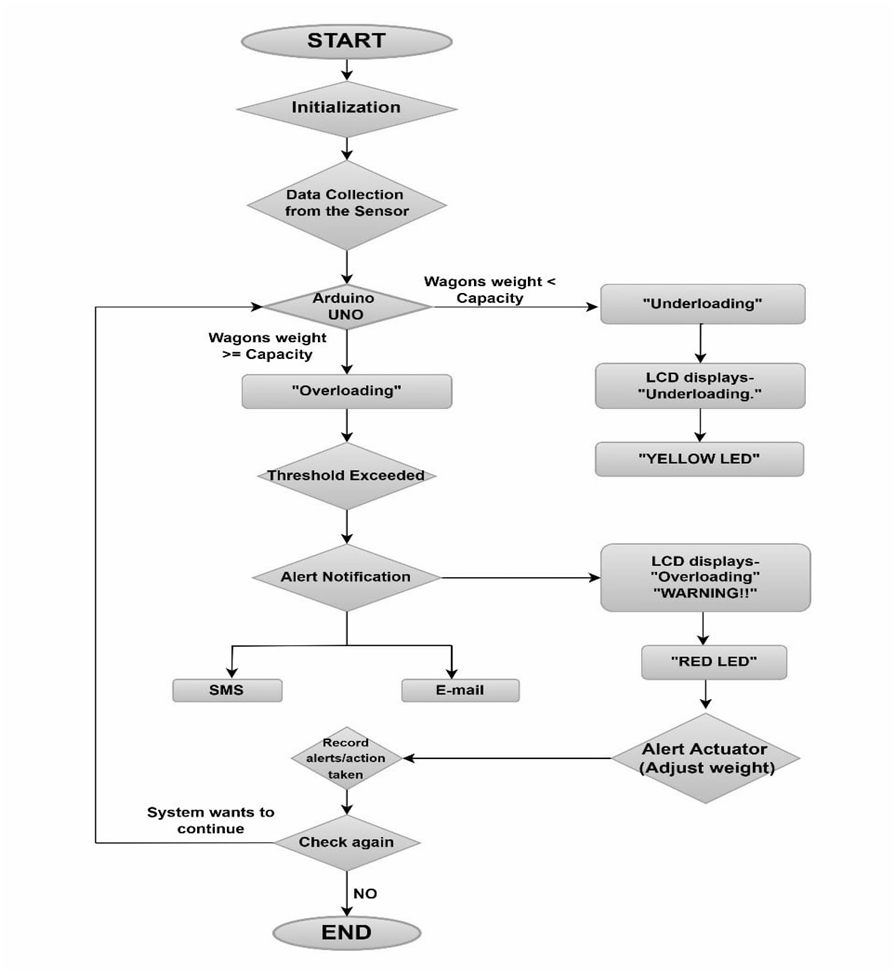 START
Initialization
Data Collection
from the Sensor
Wagons weight <
Capacity
Arduino
UNO
"Underloading"
Wagons weight
>= Capacity
"Overloading"
LCD displays-
"Underloading."
"YELLOW LED"
Threshold Exceeded
Alert Notification
LCD displays-
"Overloading"
"WARNING!!"
"RED LED"
SMS
E-mail
Alert Actuator
(Adjust weight)
Record
alerts/action
taken
System wants to
continue
Check again
NO
END